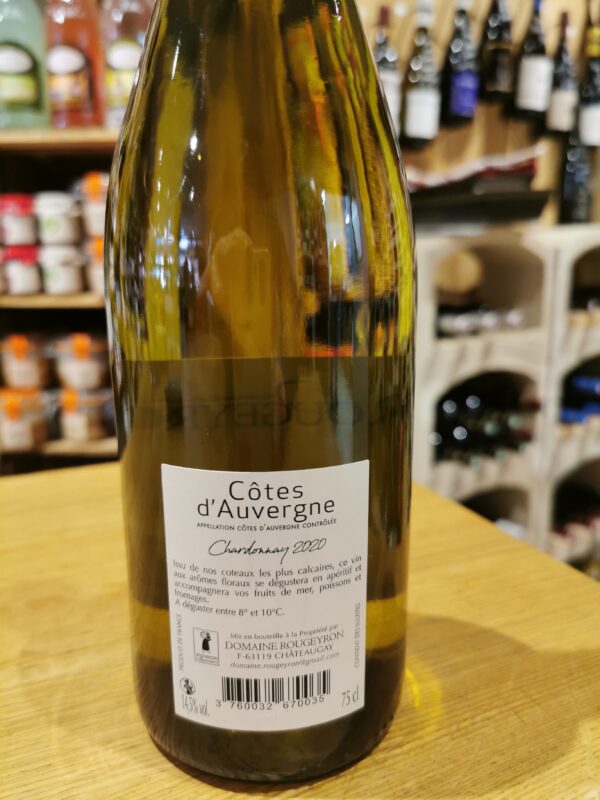 ROUGEYR
Côtes
d'Auvergne
APPELLATION CÔTES D'AUVERGNE CONTRÔLÉE
Chardonnay 2020
Issu de nos coteaux les plus calcaires, ce vin
aux arômes floraux se dégustera en apéritif et
accompagnera vos fruits de mer, poissons et
fromages.
A déguster entre 8° et 10°C.
PRODUIT DE FRANCE
CONTIENT DES SULFITES
Mis en bouteille à la Propriété par
DOMAINE ROUGEYRON
F-63119 CHÂTEAUGAY
domaine.rougeyron@gmail.com
14,5% vol.
75 cl
3 760032 670035